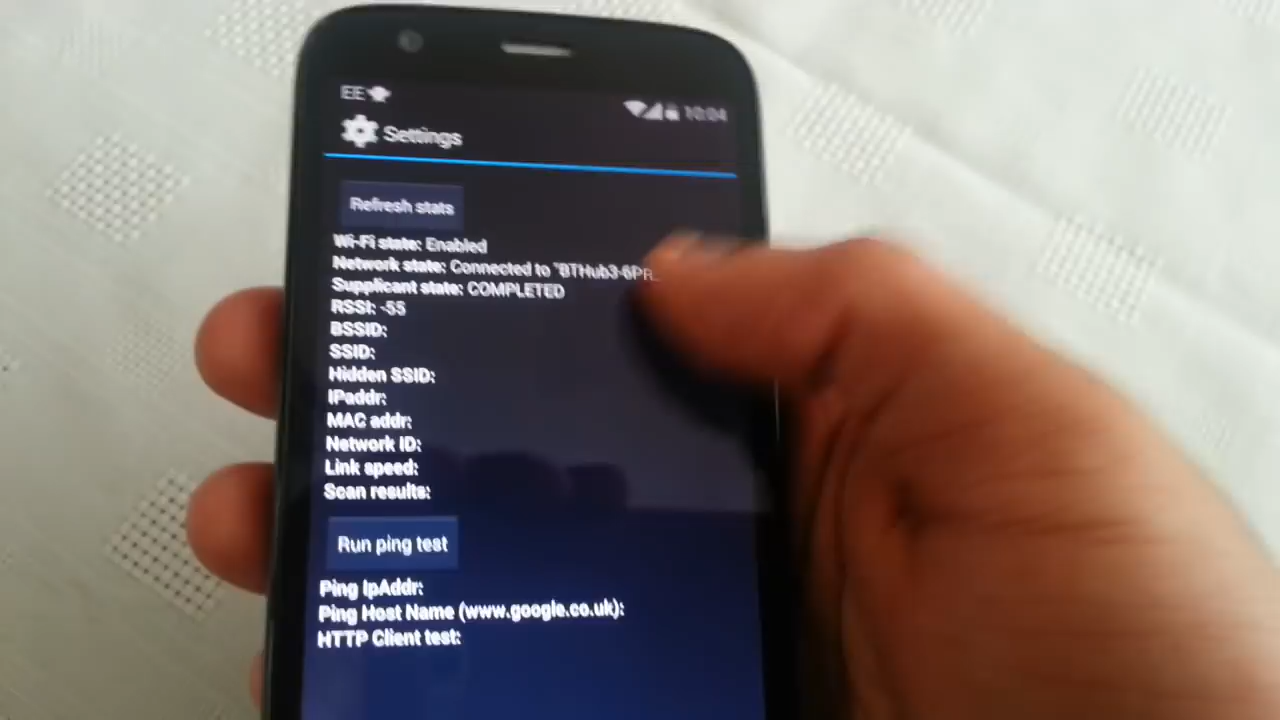 EE
10:04
Settings
Refresh stats
Wi-Fi state: Enabled
Network state: Connected to "BTHub3-6PR...
Supplicant state: COMPLETED
RSSI: -55
BSSID:
SSID:
Hidden SSID:
IPaddr:
MAC addr:
Network ID:
Link speed:
Scan results:
Run ping test
Ping IpAddr:
Ping Host Name (www.google.co.uk):
HTTP Client test: